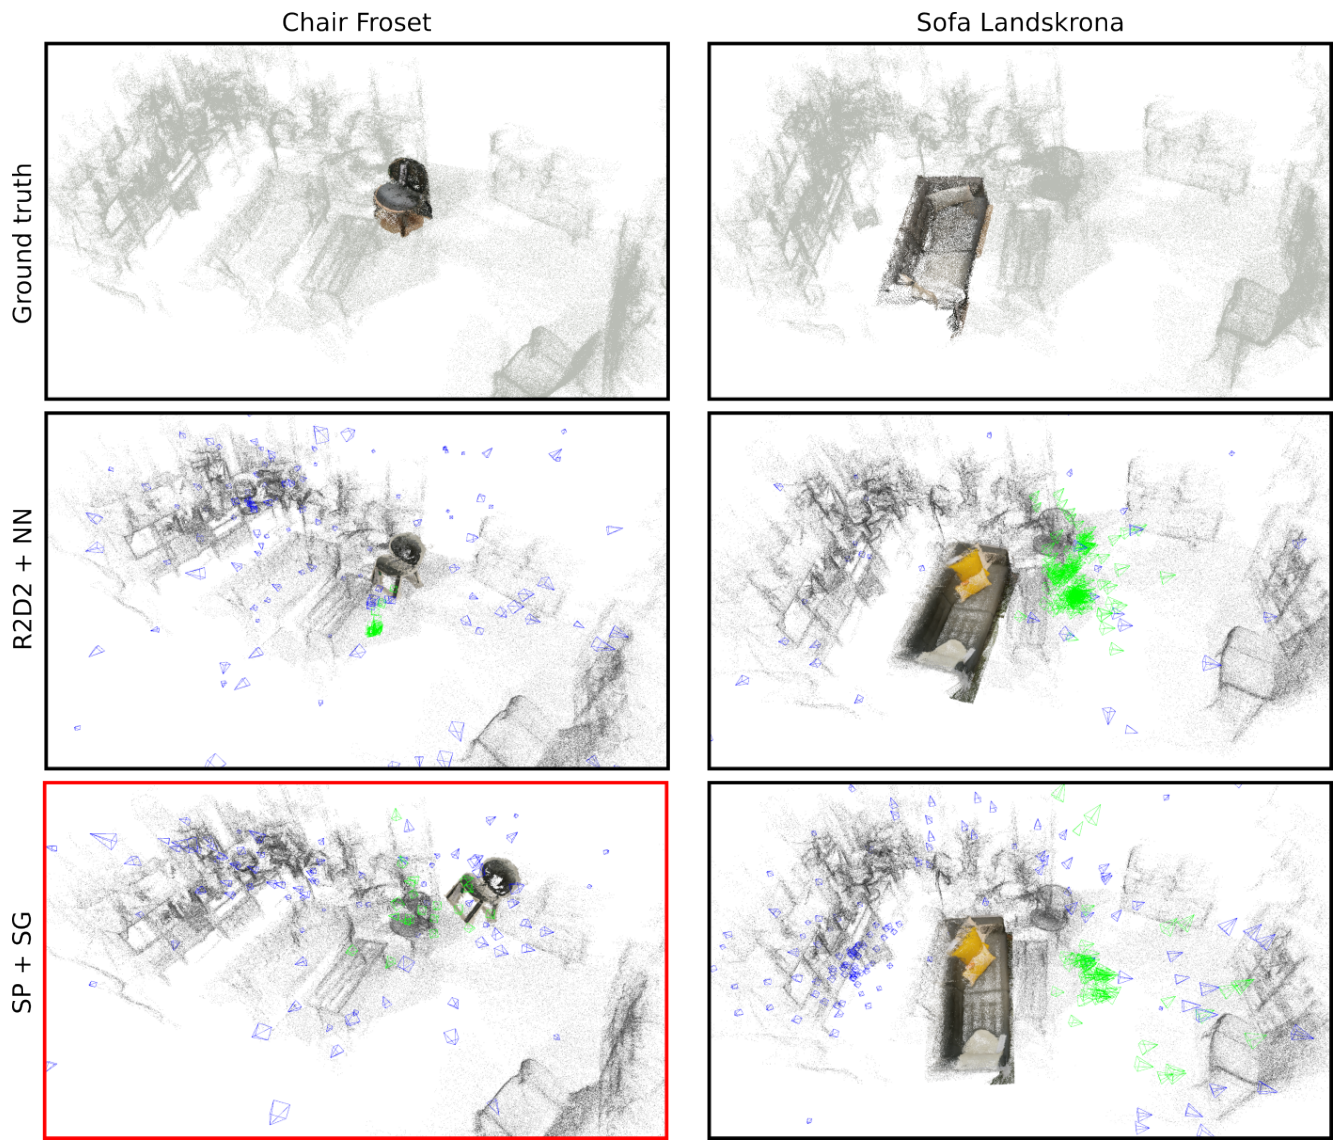 Chair Froset
Sofa Landskrona
Ground truth
R2D2 + NN
SP + SG